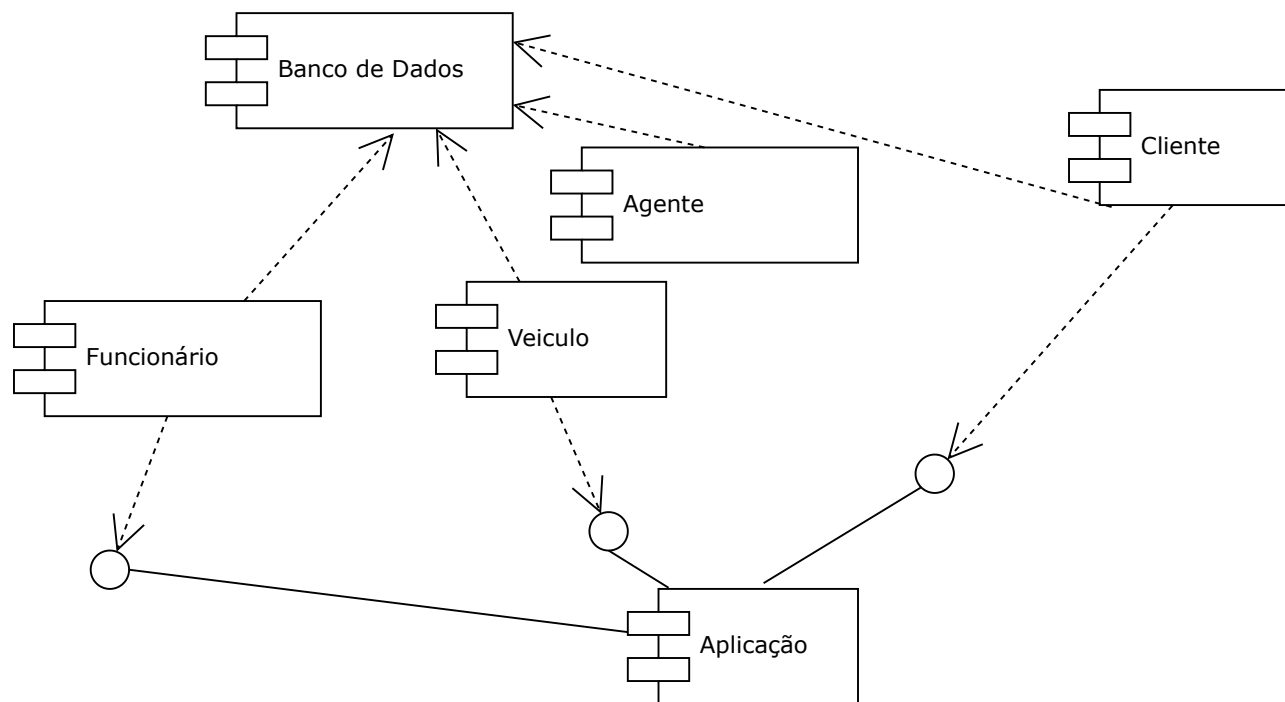 Banco de Dados
Cliente
Agente
Veiculo
Funcionário
Aplicação